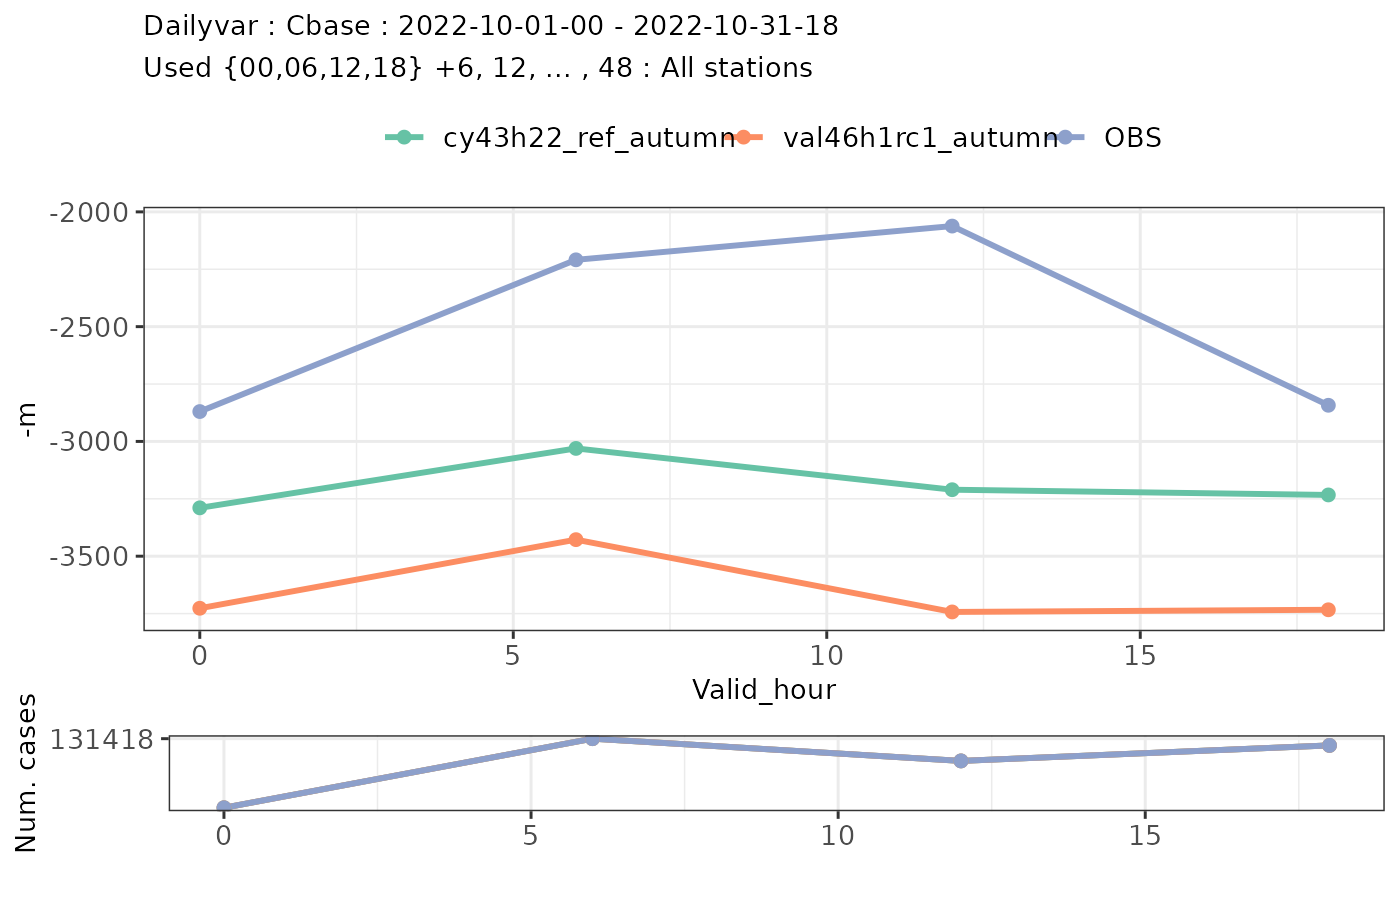 Dailyvar : Cbase : 2022-10-01-00 - 2022-10-31-18
Used {00,06,12,18} +6, 12, ... , 48 : All stations
cy43h22_ref_autumn val46h1rc1_autumn OBS
-2000
-2500
-3000
-3500
-m
0 5 10 15
Valid_hour
131418
Num. cases
0 5 10 15